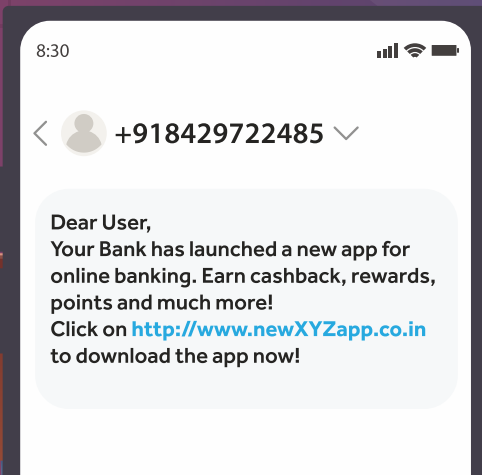 8:30
+918429722485
Dear User,
Your Bank has launched a new app for
online banking. Earn cashback, rewards,
points and much more!
Click on http://www.newXYZapp.co.in
to download the app now!